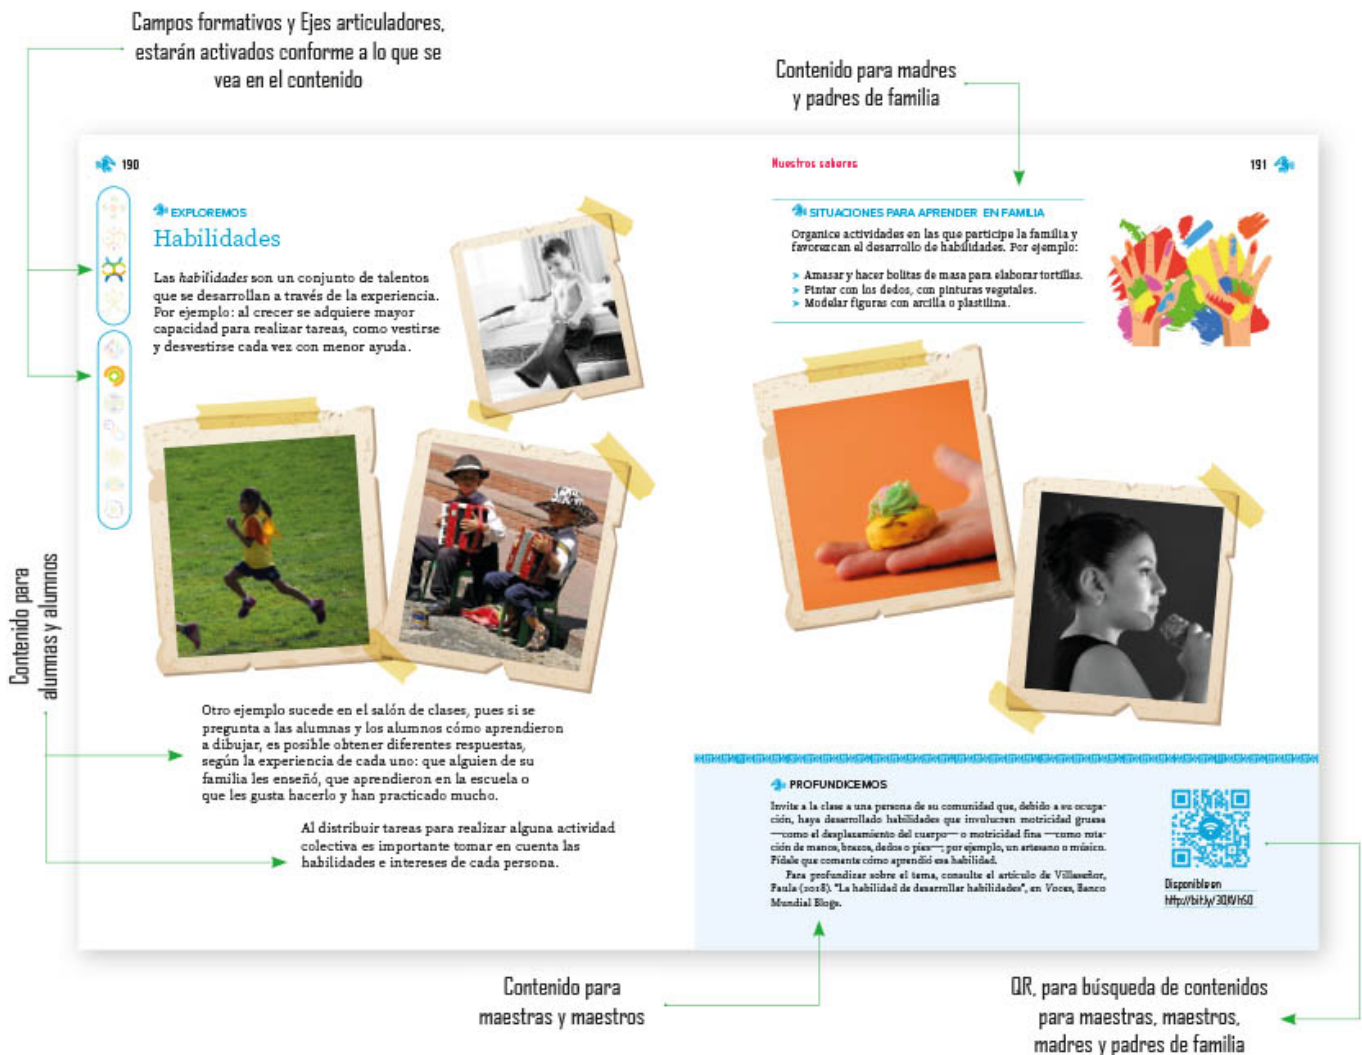 Campos formativos y Ejes articuladores,
estarán activados conforme a lo que se
vea en el contenido
Contenido para madres
y padres de familia
190
EXPLOREMOS
Habilidades
Las habilidades son un conjunto de talentos
que se desarrollan a través de la experiencia.
Por ejemplo: al crecer se adquiere mayor
capacidad para realizar tareas, como vestirse
y desvestirse cada vez con menor ayuda.
Contenido para
alumnas y alumnos
Otro ejemplo sucede en el salón de clases, pues si se
pregunta a las alumnas y los alumnos cómo aprendieron
a dibujar, es posible obtener diferentes respuestas,
según la experiencia de cada uno: que alguien de su
familia les enseñó, que aprendieron en la escuela o
que les gusta hacerlo y han practicado mucho.
Al distribuir tareas para realizar alguna actividad
colectiva es importante tomar en cuenta las
habilidades e intereses de cada persona.
Nuestros saberes
191
SITUACIONES PARA APRENDER EN FAMILIA
Organice actividades en las que participe la familia y
favorezcan el desarrollo de habilidades. Por ejemplo:
➤ Amasar y hacer bolitas de masa para elaborar tortillas.
➤ Pintar con los dedos, con pinturas vegetales.
➤ Modelar figuras con arcilla o plastilina.
PROFUNDICEMOS
Invite a la clase a una persona de su comunidad que, debido a su ocupa-
ción, haya desarrollado habilidades que involucren motricidad gruesa
—como el desplazamiento del cuerpo— o motricidad fina —como rota-
ción de manos, brazos, dedos o pies—; por ejemplo, un artesano o músico.
Pídale que comente cómo aprendió esa habilidad.
Para profundizar sobre el tema, consulte el artículo de Villaseñor,
Paula (2018). "La habilidad de desarrollar habilidades", en Voces, Banco
Mundial Blogs.
Disponible en
Contenido para
maestras y maestros
QR, para búsqueda de contenidos
para maestras, maestros,
madres y padres de familia